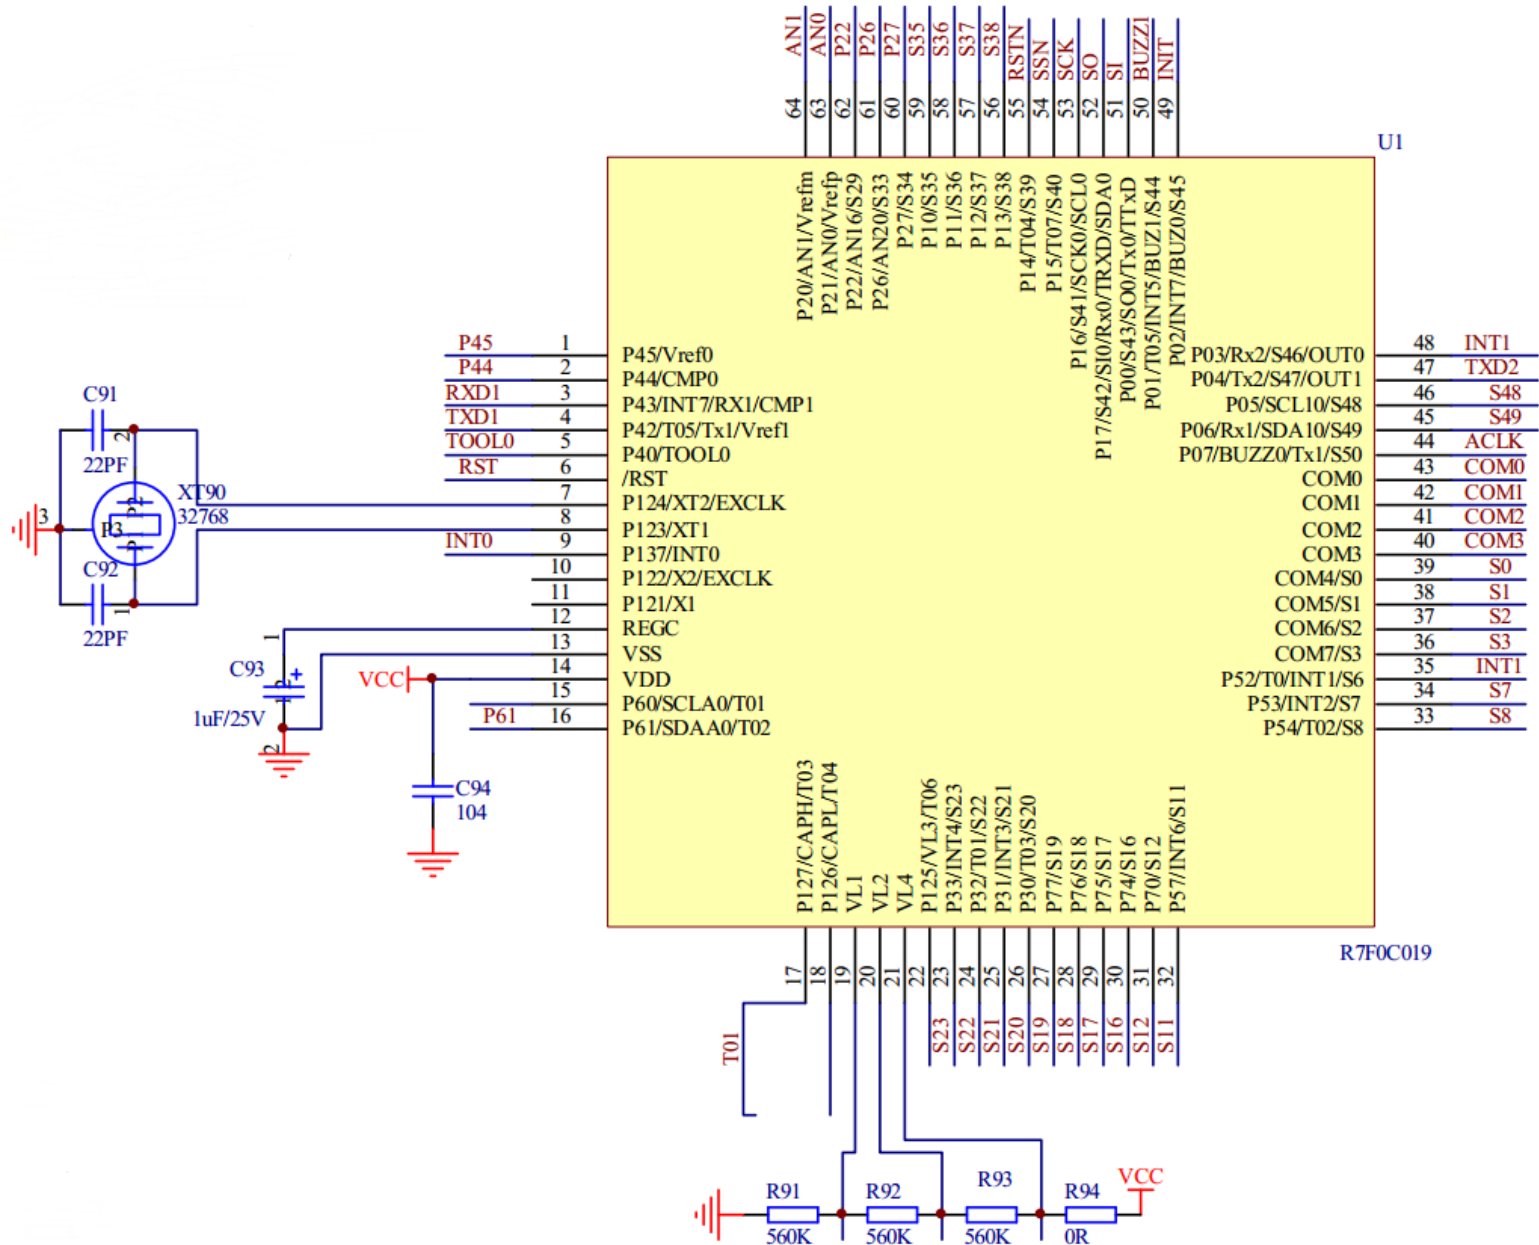 AN1
AN0
P22
P26
P27
S35
S36
S37
S38
RSTN
SSN
SCK
SO
SI
BUZZ1
INIT
64
63
62
61
60
59
58
57
56
55
54
53
52
51
50
49
U1
P20/AN1/Vrefm
P21/AN0/Vrefp
P22/AN16/S29
P26/AN20/S33
P27/S34
P10/S35
P11/S36
P12/S37
P13/S38
P14/T04/S39
P15/T07/S40
P16/S41/SCK0/SCL0
P17/S42/SI0/Rx0/TRXD/SDA0
P00/S43/SO0/Tx0/TTxD
P01/T05/INT5/BUZ1/S44
P02/INT7/BUZ0/S45
P45 1 P45/Vref0
P44 2 P44/CMP0
RXD1 3 P43/INT7/RX1/CMP1
TXD1 4 P42/T05/Tx1/Vref1
TOOL0 5 P40/TOOL0
RST 6 /RST
7 P124/XT2/EXCLK
8 P123/XT1
INT0 9 P137/INT0
10 P122/X2/EXCLK
11 P121/X1
12 REGC
13 VSS
14 VDD
15 P60/SCLA0/T01
P61 16 P61/SDAA0/T02
P03/Rx2/S46/OUT0 48 INT1
P04/Tx2/S47/OUT1 47 TXD2
P05/SCL10/S48 46 S48
P06/Rx1/SDA10/S49 45 S49
P07/BUZZ0/Tx1/S50 44 ACLK
COM0 43 COM0
COM1 42 COM1
COM2 41 COM2
COM3 40 COM3
COM4/S0 39 S0
COM5/S1 38 S1
COM6/S2 37 S2
COM7/S3 36 S3
P52/T0/INT1/S6 35 INT1
P53/INT2/S7 34 S7
P54/T02/S8 33 S8
C91
2
22PF
XT90
32768
P2
3
P3
P1
C92
1
22PF
1
C93
+
2
1uF/25V
2
VCC
C94
104
P127/CAPH/T03
P126/CAPL/T04
VL1
VL2
VL4
P125/VL3/T06
P33/INT4/S23
P32/T01/S22
P31/INT3/S21
P30/T03/S20
P77/S19
P76/S18
P75/S17
P74/S16
P70/S12
P57/INT6/S11
R7F0C019
17
18
19
20
21
22
23
24
25
26
27
28
29
30
31
32
T01
S23
S22
S21
S20
S19
S18
S17
S16
S12
S11
R91
R92
R93
R94
VCC
560K
560K
560K
0R